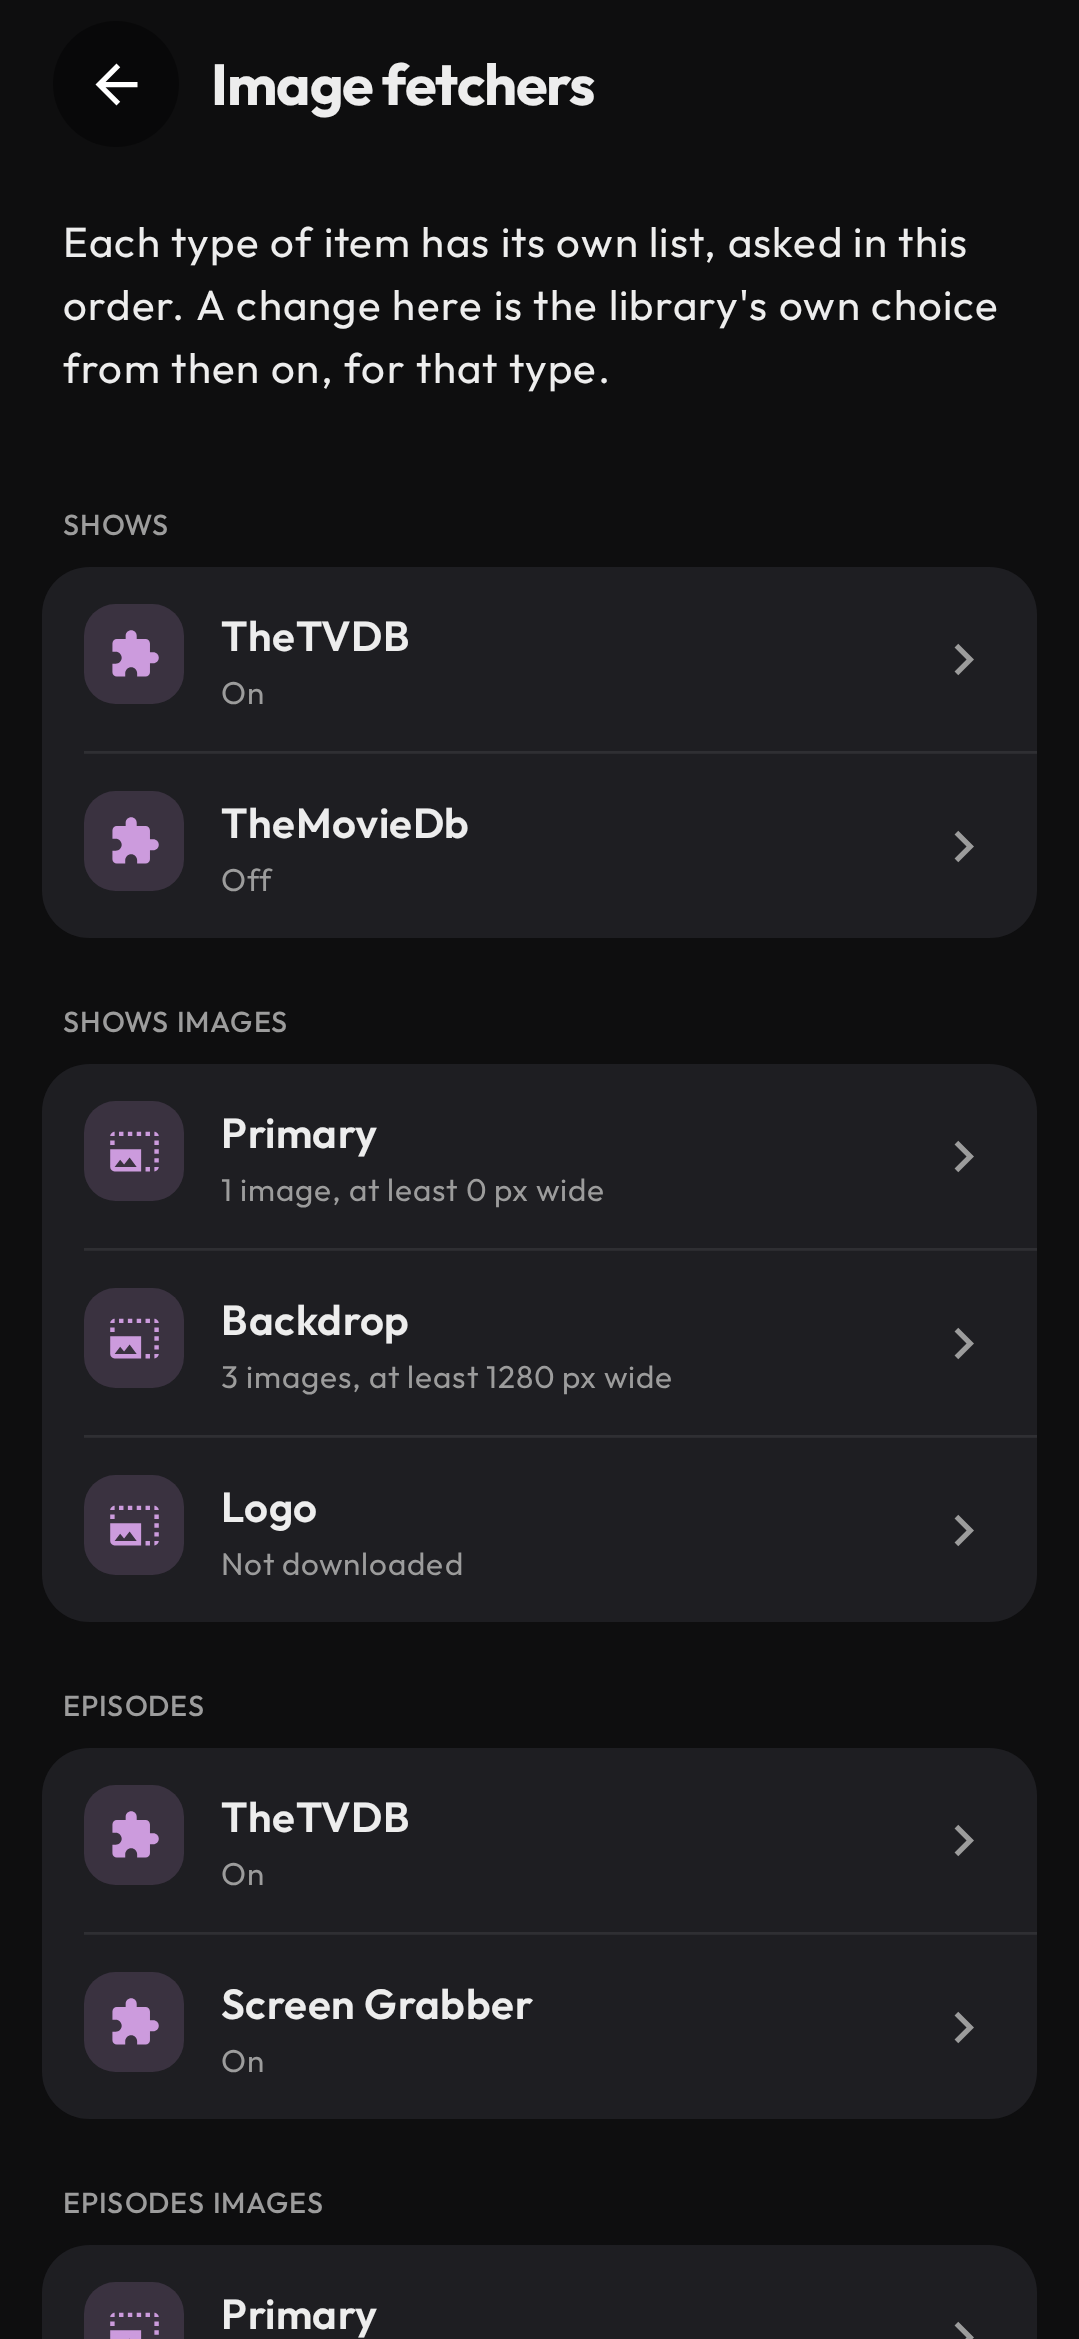 Image fetchers
Each type of item has its own list, asked in this
order. A change here is the library's own choice
from then on, for that type.
SHOWS
TheTVDB
On
TheMovieDb
Off
SHOWS IMAGES
Primary
1 image, at least 0 px wide
Backdrop
3 images, at least 1280 px wide
Logo
Not downloaded
EPISODES
TheTVDB
On
Screen Grabber
On
EPISODES IMAGES
Primary